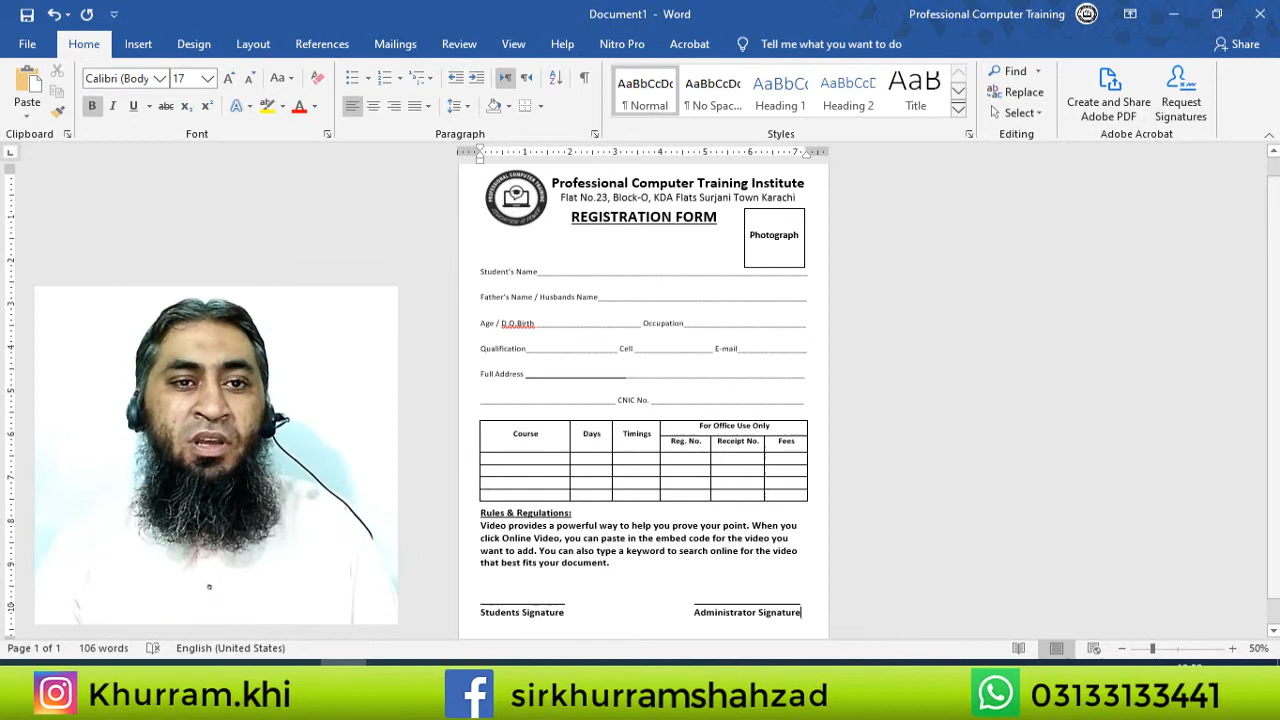 Document1 - Word
Professional Computer Training
File Home Insert Design Layout References Mailings Review View Help Nitro Pro Acrobat Tell me what you want to do Share
Calibri (Body 17
Paste
Clipboard
Font
Paragraph
AaBbCcDc AaBbCcDc AaBbCc AaBbCcD AaB
¶ Normal ¶ No Spac... Heading 1 Heading 2 Title
Styles
Find
Replace
Select
Editing
Create and Share Adobe PDF
Request Signatures
Adobe Acrobat
Professional Computer Training Institute
Flat No.23, Block-O, KDA Flats Surjani Town Karachi
REGISTRATION FORM
Photograph
Student's Name
Father's Name / Husbands Name
Age / D.O.Birth Occupation
Qualification Cell E-mail
Full Address
CNIC No.
Course Days Timings For Office Use Only
Reg. No. Receipt No. Fees
Rules & Regulations:
Video provides a powerful way to help you prove your point. When you
click Online Video, you can paste in the embed code for the video you
want to add. You can also type a keyword to search online for the video
that best fits your document.
Students Signature Administrator Signature
Page 1 of 1 106 words English (United States) 50%
Khurram.khi sirkhurramshahzad 03133133441